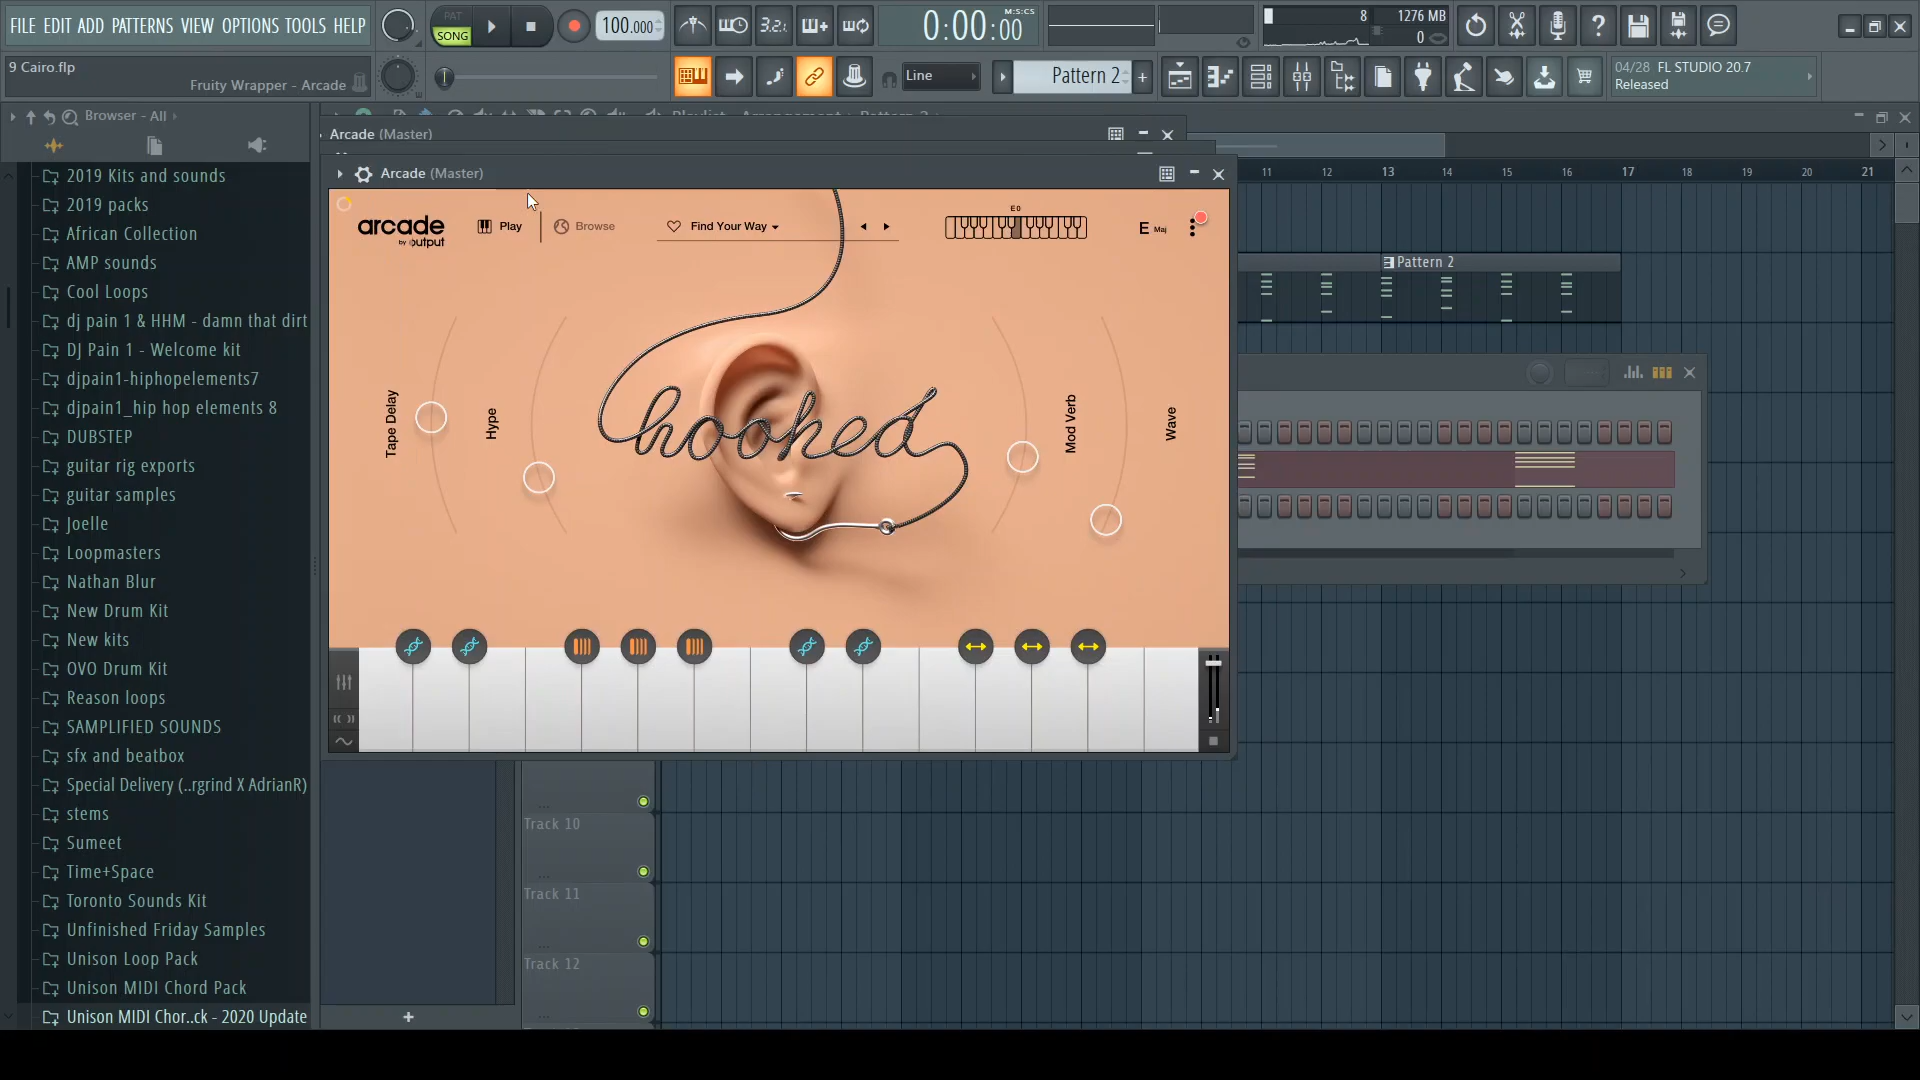 FILE EDIT ADD PATTERNS VIEW OPTIONS TOOLS HELP
PAT
SONG
100.000
3.2.1
0:00:00
M:S:CS
8
1276 MB
0
9 Cairo.flp
Fruity Wrapper - Arcade
Line
Pattern 2
04/28 FL STUDIO 20.7
Released
Browser - All
2019 Kits and sounds
2019 packs
African Collection
AMP sounds
Cool Loops
dj pain 1 & HHM - damn that dirt
DJ Pain 1 - Welcome kit
djpain1-hiphopelements7
djpain1_hip hop elements 8
DUBSTEP
guitar rig exports
guitar samples
Joelle
Loopmasters
Nathan Blur
New Drum Kit
New kits
OVO Drum Kit
Reason loops
SAMPLIFIED SOUNDS
sfx and beatbox
Special Delivery (..rgrind X AdrianR)
stems
Sumeet
Time+Space
Toronto Sounds Kit
Unfinished Friday Samples
Unison Loop Pack
Unison MIDI Chord Pack
Unison MIDI Chor..ck - 2020 Update
Arcade (Master)
Arcade (Master)
arcade
by output
Play
Browse
Find Your Way
E0
E Maj
Tape Delay
Hype
hooked
Mod Verb
Wave
11 12 13 14 15 16 17 18 19 20 21
Pattern 2
Track 10
Track 11
Track 12